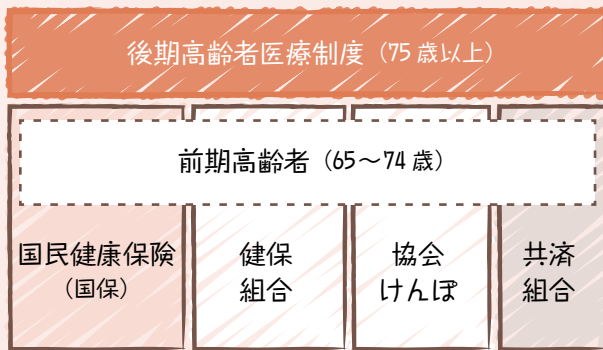 後期高齢者医療制度（75歳以上）
前期高齢者（65～74歳）
国民健康保険
（国保）
健保
組合
協会
けんぽ
共済
組合